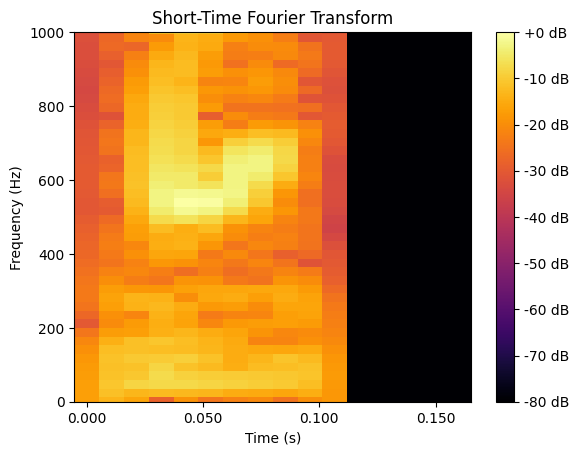 Short-Time Fourier Transform
Frequency (Hz)
1000
800
600
400
200
0
0.000 0.050 0.100 0.150
Time (s)
+0 dB
-10 dB
-20 dB
-30 dB
-40 dB
-50 dB
-60 dB
-70 dB
-80 dB